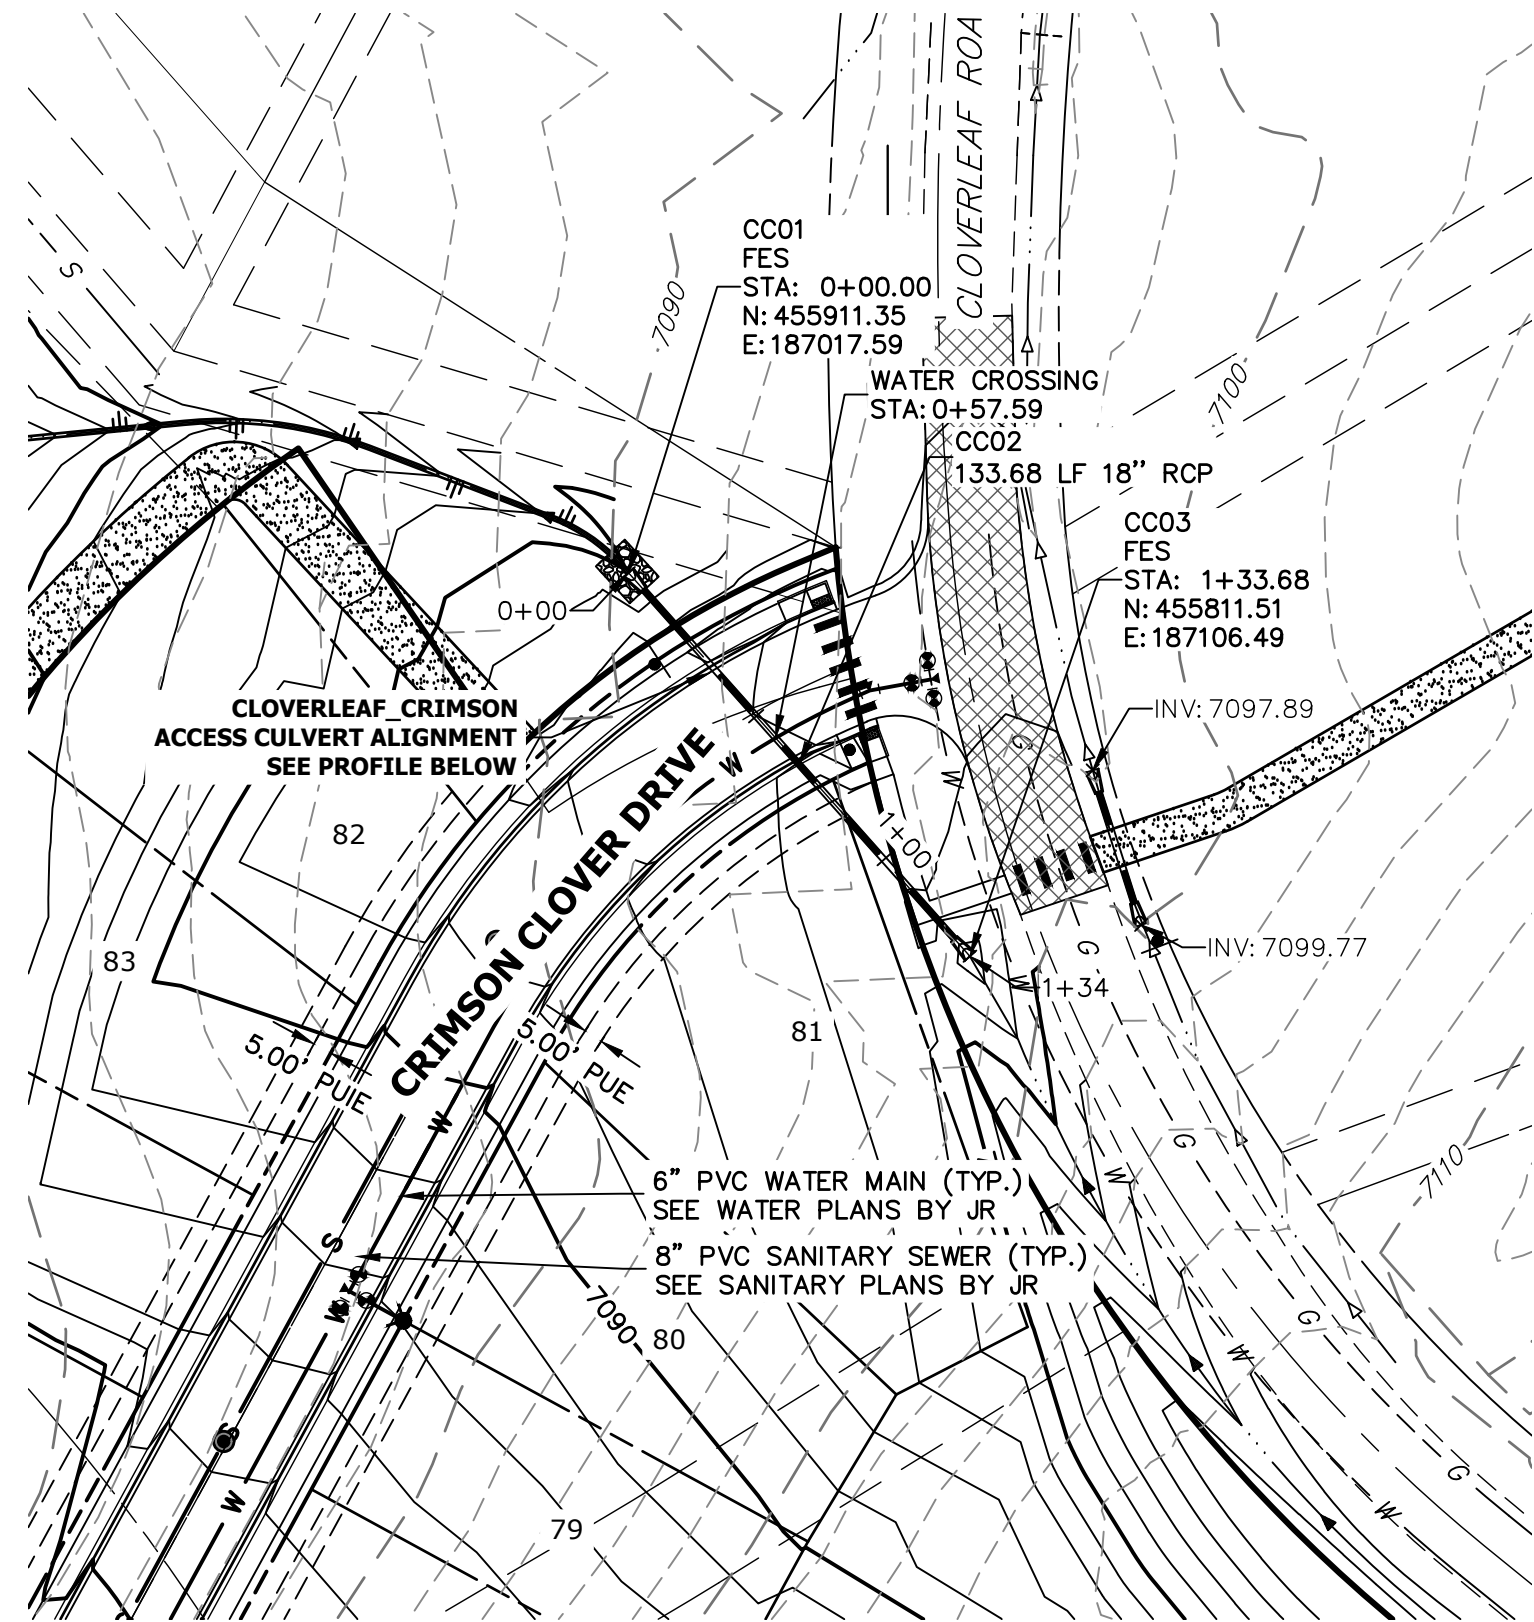 CLOVERLEAF ROA
S
7090
CC01
FES
STA: 0+00.00
N: 455911.35
E: 187017.59
WATER CROSSING
STA: 0+57.59
7100
CC02
133.68 LF 18” RCP
CC03
FES
STA: 1+33.68
N: 455811.51
E: 187106.49
0+00
CLOVERLEAF_CRIMSON
ACCESS CULVERT ALIGNMENT
SEE PROFILE BELOW
INV: 7097.89
G
W
W
82
1+00
CRIMSON CLOVER DRIVE
83
G
INV: 7099.77
W
1+34
81
5.00' PUIE
5.00' PUE
W
G
W
7110
6” PVC WATER MAIN (TYP.)
SEE WATER PLANS BY JR
8” PVC SANITARY SEWER (TYP.)
SEE SANITARY PLANS BY JR
S
W
7090
80
G
W
S
W
G
W
79